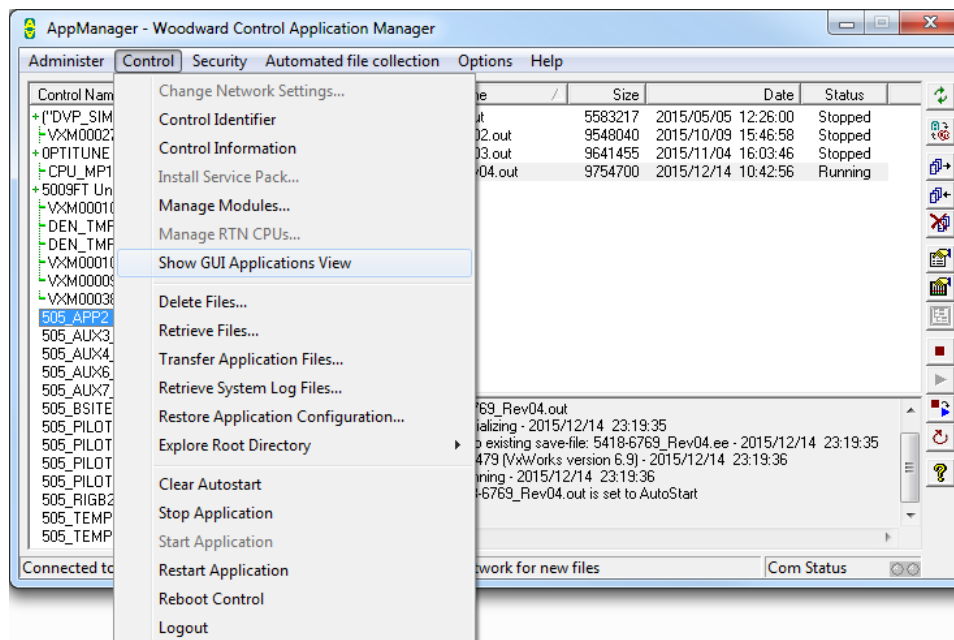 AppManager - Woodward Control Application Manager
Administer Control Security Automated file collection Options Help
Control Nam
Size Date Status
+("DVP_SIM
5583217 2015/05/05 12:26:00 Stopped
VXM00027
02.out 9548040 2015/10/09 15:46:58 Stopped
+OPTITUNE
03.out 9641455 2015/11/04 16:03:46 Stopped
CPU_MP1
04.out 9754700 2015/12/14 10:42:56 Running
+5009FT Un
VXM00010
DEN_TMF
DEN_TMF
VXM00010
VXM00009
VXM00038
505_APP2
505_AUX3
505_AUX4
505_AUX6
505_AUX7
505_BSITE
505_PILOT
505_PILOT
505_PILOT
505_PILOT
505_RIGB2
505_TEMP
505_TEMP
Change Network Settings...
Control Identifier
Control Information
Install Service Pack...
Manage Modules...
Manage RTN CPUs...
Show GUI Applications View
Delete Files...
Retrieve Files...
Transfer Application Files...
Retrieve System Log Files...
Restore Application Configuration...
Explore Root Directory
Clear Autostart
Stop Application
Start Application
Restart Application
Reboot Control
Logout
769_Rev04.out
ializing - 2015/12/14 23:19:35
existing save-file: 5418-6769_Rev04.ee - 2015/12/14 23:19:35
479 (VxWorks version 6.9) - 2015/12/14 23:19:36
nning - 2015/12/14 23:19:36
-6769_Rev04.out is set to AutoStart
Connected to
twork for new files
Com Status